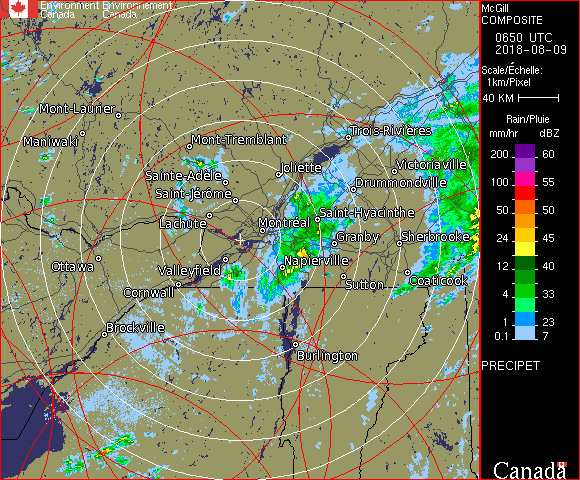 Environment Environnement
Canada Canada
McGill
COMPOSITE
0650 UTC
2018-08-09
Scale/Échelle:
1km/Pixel
40 KM
Rain/Pluie
mm/hr dBZ
200 60
100 55
50 50
24 45
12 40
4 33
1 23
0.1 7
PRECIPET
Canada
Mont-Laurier
Maniwaki
Mont-Tremblant
Trois-Rivières
Joliette
Victoriaville
Sainte-Adèle
Drummondville
Saint-Jérôme
Saint-Hyacinthe
Lachute
Montréal
Granby
Sherbrooke
Ottawa
Valleyfield
Napierville
Cornwall
Sutton
Coaticook
Brockville
Burlington